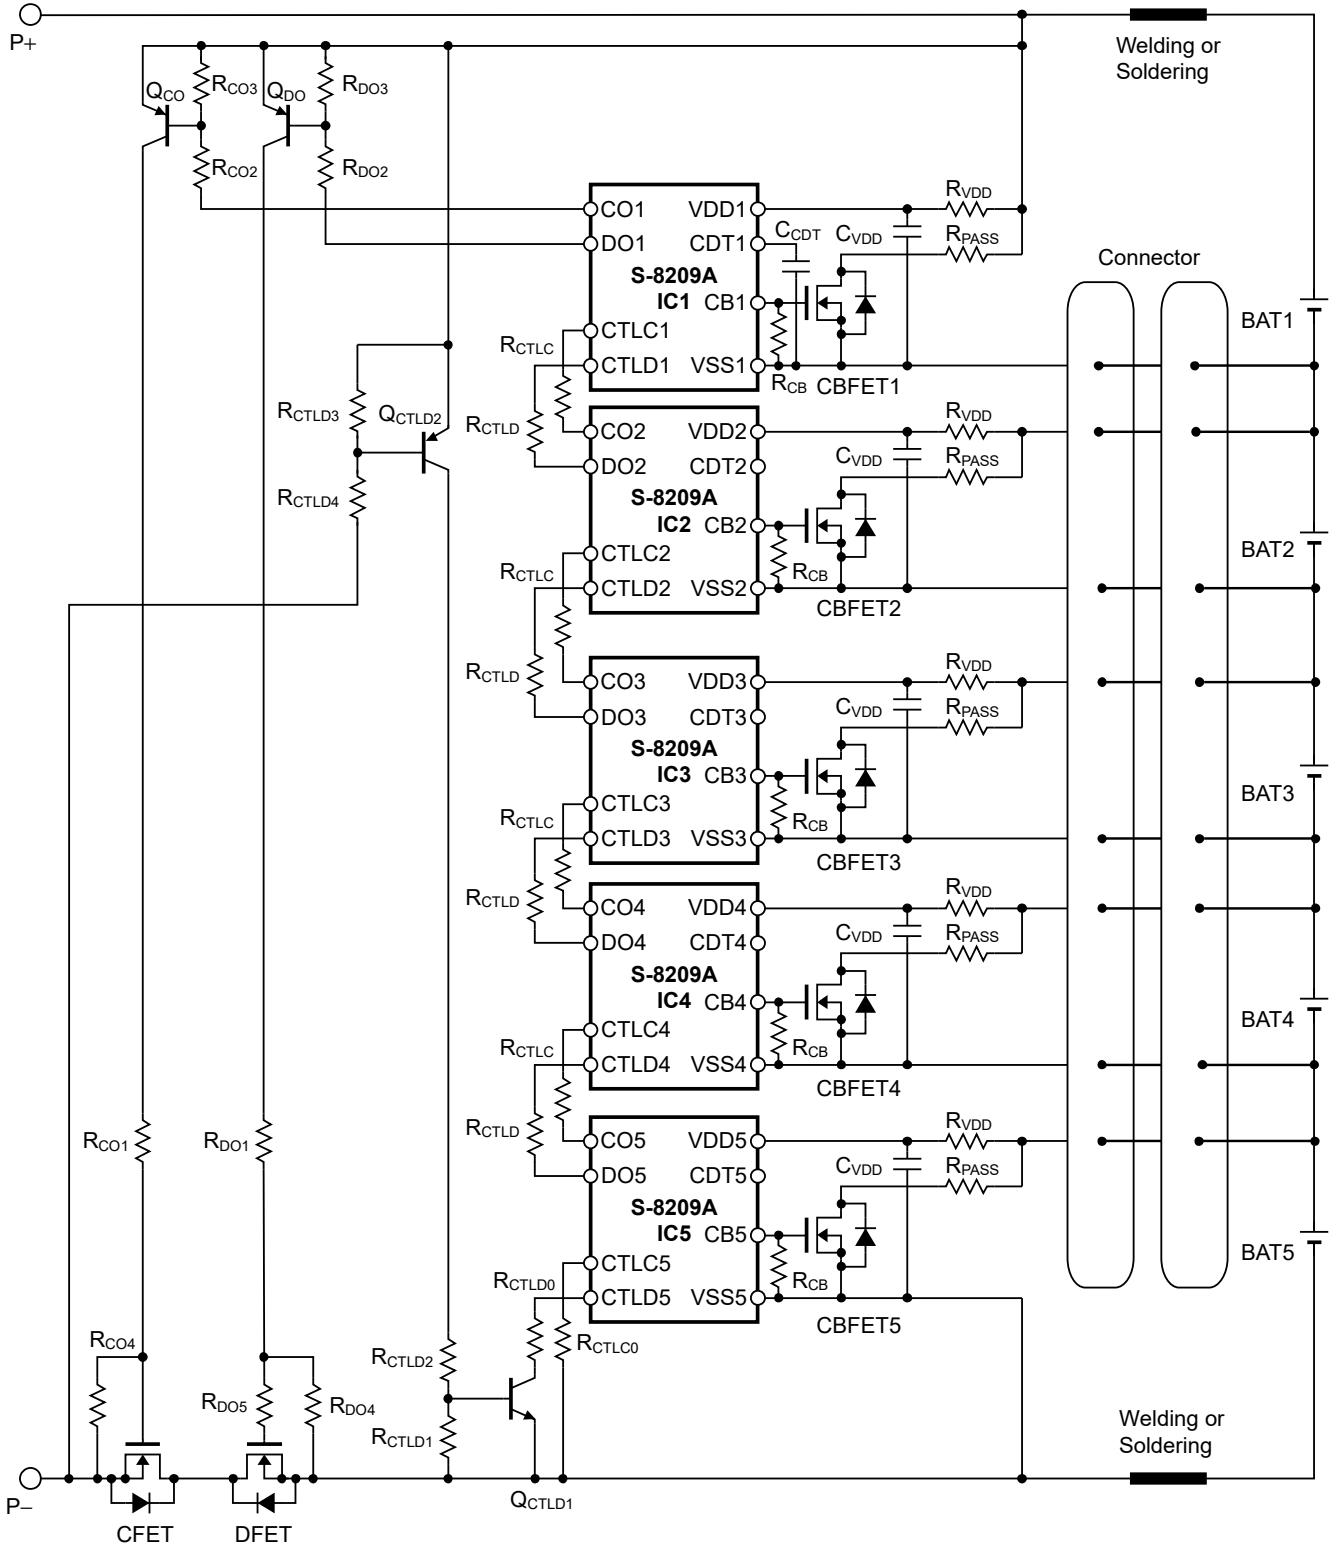 P+
Welding or
Soldering
QCO
RCO3
QDO
RDO3
RCO2
RDO2
CO1
VDD1
RVDD
DO1
CDT1
CCDT
CVDD
RPASS
S-8209A
IC1
CB1
Connector
BAT1
RCTLC
CTLC1
CTLD1
VSS1
RCB
CBFET1
RCTLD3
QCTLD2
RCTLD
CO2
VDD2
RVDD
DO2
CDT2
CVDD
RPASS
RCTLD4
S-8209A
IC2
CB2
BAT2
RCTLC
CTLC2
RCB
CTLD2
VSS2
CBFET2
RCTLD
CO3
VDD3
RVDD
DO3
CDT3
CVDD
RPASS
S-8209A
IC3
CB3
BAT3
RCTLC
CTLC3
RCB
CTLD3
VSS3
CBFET3
RCTLD
CO4
VDD4
RVDD
DO4
CDT4
CVDD
RPASS
S-8209A
IC4
CB4
BAT4
RCTLC
CTLC4
RCB
CTLD4
VSS4
CBFET4
RCO1
RDO1
RCTLD
CO5
VDD5
RVDD
DO5
CDT5
CVDD
RPASS
S-8209A
IC5
CB5
BAT5
RCTLD0
CTLC5
RCB
CTLD5
VSS5
CBFET5
RCO4
RCTLD2
RCTLC0
RDO5
RDO4
RCTLD1
Welding or
Soldering
P−
QCTLD1
CFET
DFET